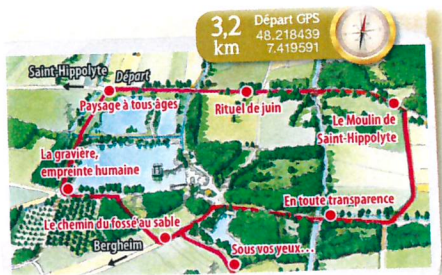 3,2
km
Départ GPS
48.218439
7.419591
Saint-Hippolyte
Départ
Paysage à tous âges
Rituel de juin
Le Moulin de
Saint-Hippolyte
La gravière,
empreinte humaine
En toute transparence
Le chemin du fossé au sable
Bergheim
Sous vos yeux...